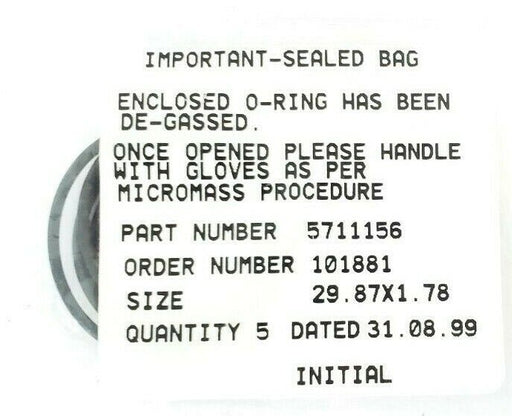 IMPORTANT-SEALED BAG
ENCLOSED O-RING HAS BEEN
DE-GASSED.
ONCE OPENED PLEASE HANDLE
WITH GLOVES AS PER
MICROMASS PROCEDURE
PART NUMBER 5711156
ORDER NUMBER 101881
SIZE 29.87X1.78
QUANTITY 5 DATED 31.08.99
INITIAL